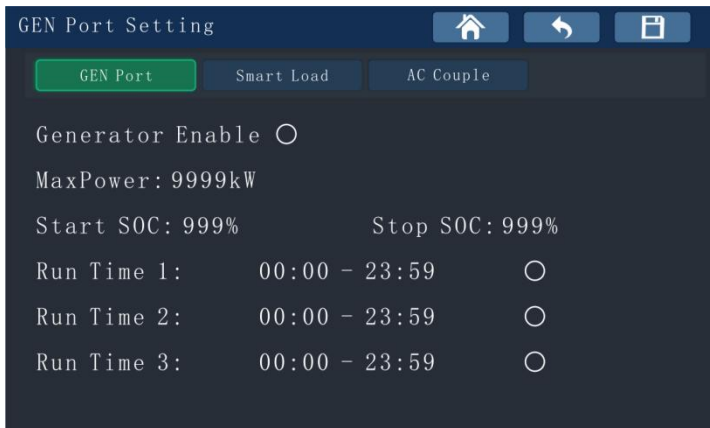 GEN Port Setting
GEN Port Smart Load AC Couple
Generator Enable
MaxPower: 9999kW
Start SOC: 999% Stop SOC: 999%
Run Time 1: 00:00 - 23:59
Run Time 2: 00:00 - 23:59
Run Time 3: 00:00 - 23:59